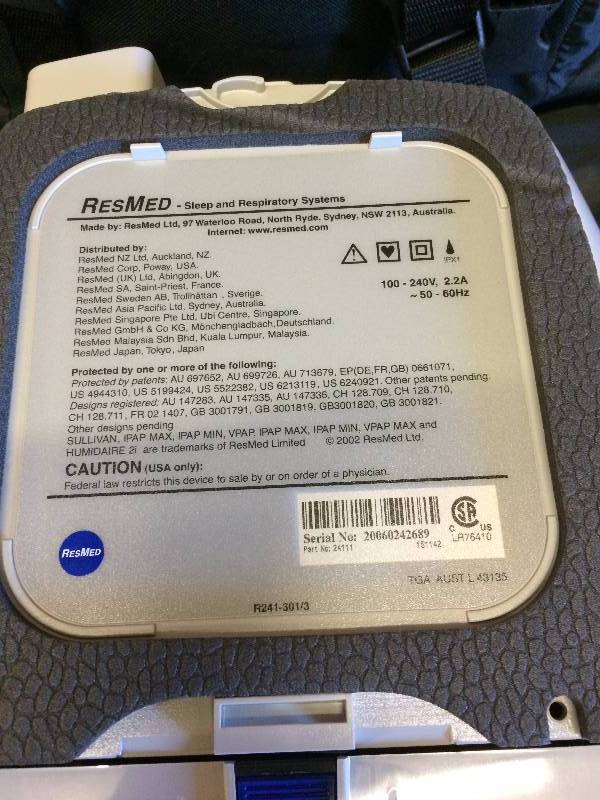 RESMED - Sleep and Respiratory Systems
Made by: ResMed Ltd, 97 Waterloo Road, North Ryde, Sydney, NSW 2113, Australia.
Internet: www.resmed.com
Distributed by:
ResMed NZ Ltd, Auckland, NZ.
ResMed Corp, Poway, USA.
ResMed (UK) Ltd, Abingdon, UK.
ResMed SA, Saint-Priest, France.
ResMed Sweden AB, Trollhättan, Sverige.
ResMed Asia Pacific Ltd, Sydney, Australia.
ResMed Singapore Pte Ltd, Ubi Centre, Singapore.
ResMed GmbH & Co KG, Mönchengladbach, Deutschland.
ResMed Malaysia Sdn Bhd, Kuala Lumpur, Malaysia.
ResMed Japan, Tokyo, Japan
IPX1
100 - 240V, 2.2A
~ 50 - 60Hz
Protected by one or more of the following:
Protected by patents: AU 697652, AU 699726, AU 713679, EP(DE,FR,GB) 0661071,
US 4944310, US 5199424, US 5522382, US 6213119, US 6240921. Other patents pending.
Designs registered: AU 147283, AU 147335, AU 147336, CH 128.709, CH 128.710,
CH 128.711, FR 02 1407, GB 3001791, GB 3001819, GB3001820, GB 3001821.
Other designs pending
SULLIVAN, IPAP MAX, IPAP MIN, VPAP, IPAP MAX, IPAP MIN, VPAP MAX and
HUMIDAIRE 2i are trademarks of ResMed Limited © 2002 ResMed Ltd.
CAUTION (USA only):
Federal law restricts this device to sale by or on order of a physician.
Serial No: 20060242689
Part No: 24111 151142
C US
LR76410
RESMED
TGA AUST L 43135
R241-301/3